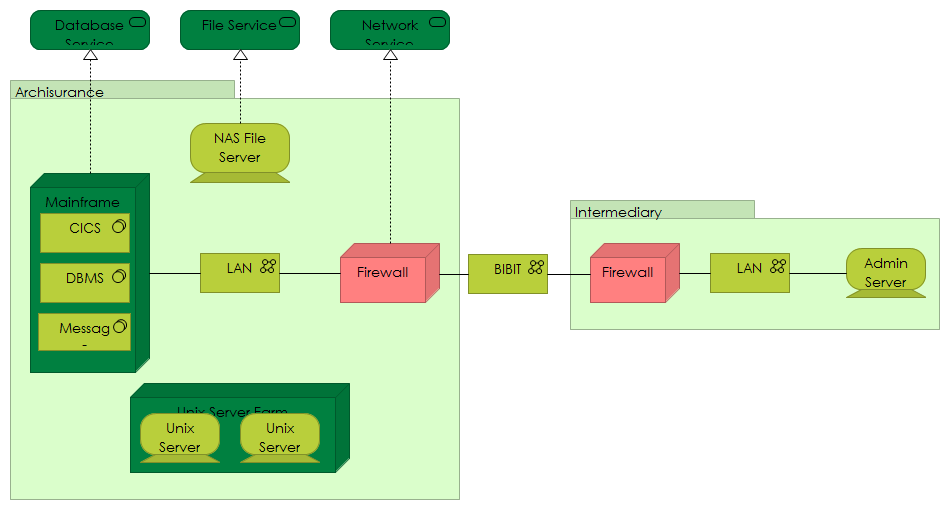 Database
Service
File Service
Network
Service
Archisurance
NAS File
Server
Mainframe
CICS
DBMS
Messag
-
LAN
Firewall
BIBIT
Intermediary
Firewall
LAN
Admin
Server
Unix Server Farm
Unix
Server
Unix
Server